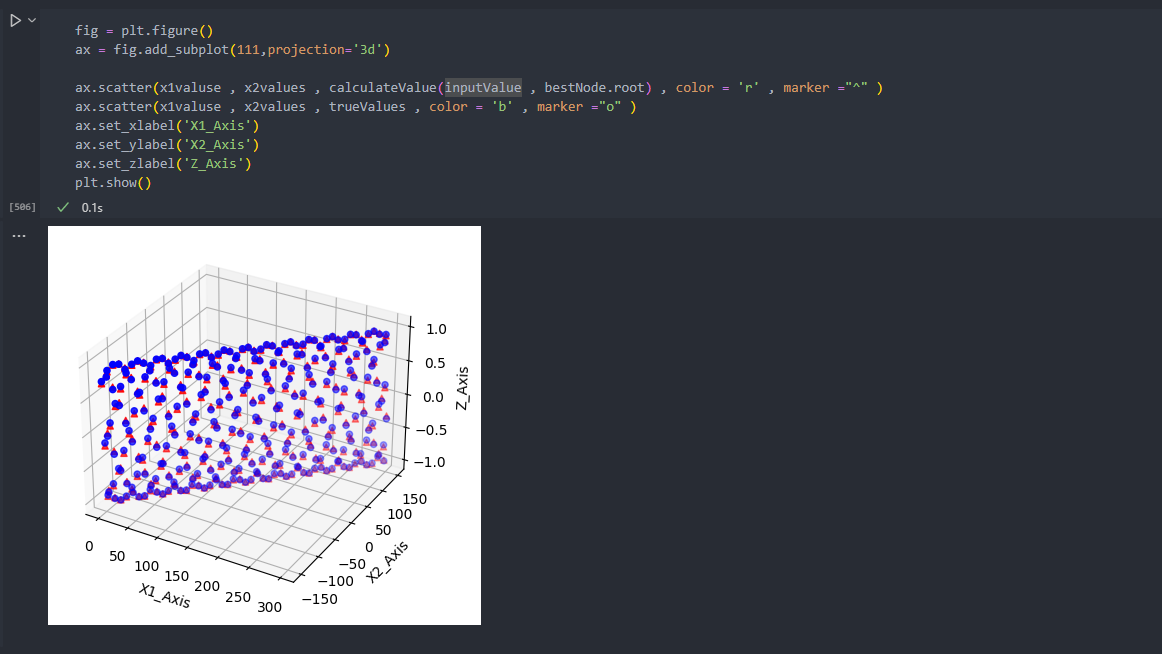 fig = plt.figure()
ax = fig.add_subplot(111,projection='3d')
ax.scatter(x1valuse , x2values , calculateValue(inputValue , bestNode.root) , color = 'r' , marker ="^" )
ax.scatter(x1valuse , x2values , trueValues , color = 'b' , marker ="o" )
ax.set_xlabel('X1_Axis')
ax.set_ylabel('X2_Axis')
ax.set_zlabel('Z_Axis')
plt.show()
[506]
0.1s
1.0
0.5
0.0
−0.5
−1.0
Z_Axis
0
50
100
150
200
250
300
X1_Axis
150
100
50
0
−50
−100
−150
X2_Axis